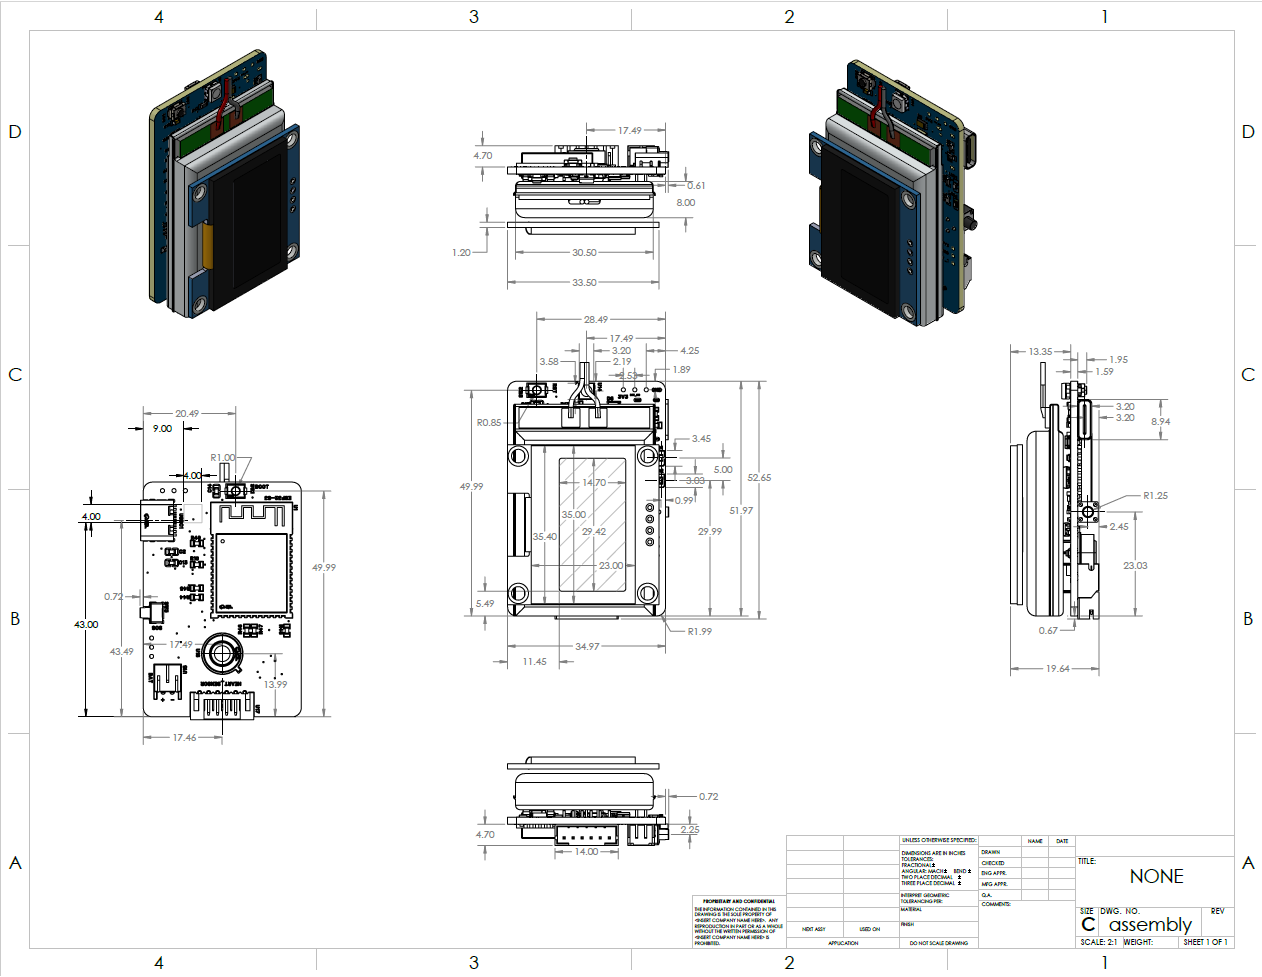 4 3 2 1
D D
17.49
4.70
0.61
8.00
1.20
30.50
33.50
C C
28.49
17.49
3.20 4.25
3.58 2.19
2.53
1.89
R0.85
3.45
5.00
3.03
0.99
14.70
35.00
29.42
35.40
23.00
49.99
52.65
51.97
29.99
5.49
R1.99
34.97
11.45
13.35 1.95
1.59
3.20
3.20
8.94
R1.25
2.45
23.03
0.67
19.64
20.49
9.00
R1.00
4.00
4.00
49.99
0.72
43.00
43.49
17.49
HEART SENSOR
13.99
17.46
B B
0.72
4.70
2.25
14.00
A A
UNLESS OTHERWISE SPECIFIED:
DIMENSIONS ARE IN INCHES
TOLERANCES:
FRACTIONAL±
ANGULAR: MACH± BEND ±
TWO PLACE DECIMAL ±
THREE PLACE DECIMAL ±
INTERPRET GEOMETRIC
TOLERANCING PER:
MATERIAL
FINISH
DO NOT SCALE DRAWING
NAME DATE
DRAWN
CHECKED
ENG APPR.
MFG APPR.
Q.A.
COMMENTS:
TITLE:
NONE
SIZE DWG. NO. REV
C assembly
SCALE: 2:1 WEIGHT: SHEET 1 OF 1
PROPRIETARY AND CONFIDENTIAL
THE INFORMATION CONTAINED IN THIS
DRAWING IS THE SOLE PROPERTY OF
<INSERT COMPANY NAME HERE>. ANY
REPRODUCTION IN PART OR AS A WHOLE
WITHOUT THE WRITTEN PERMISSION OF
<INSERT COMPANY NAME HERE> IS
PROHIBITED.
NEXT ASSY USED ON
APPLICATION
4 3 2 1